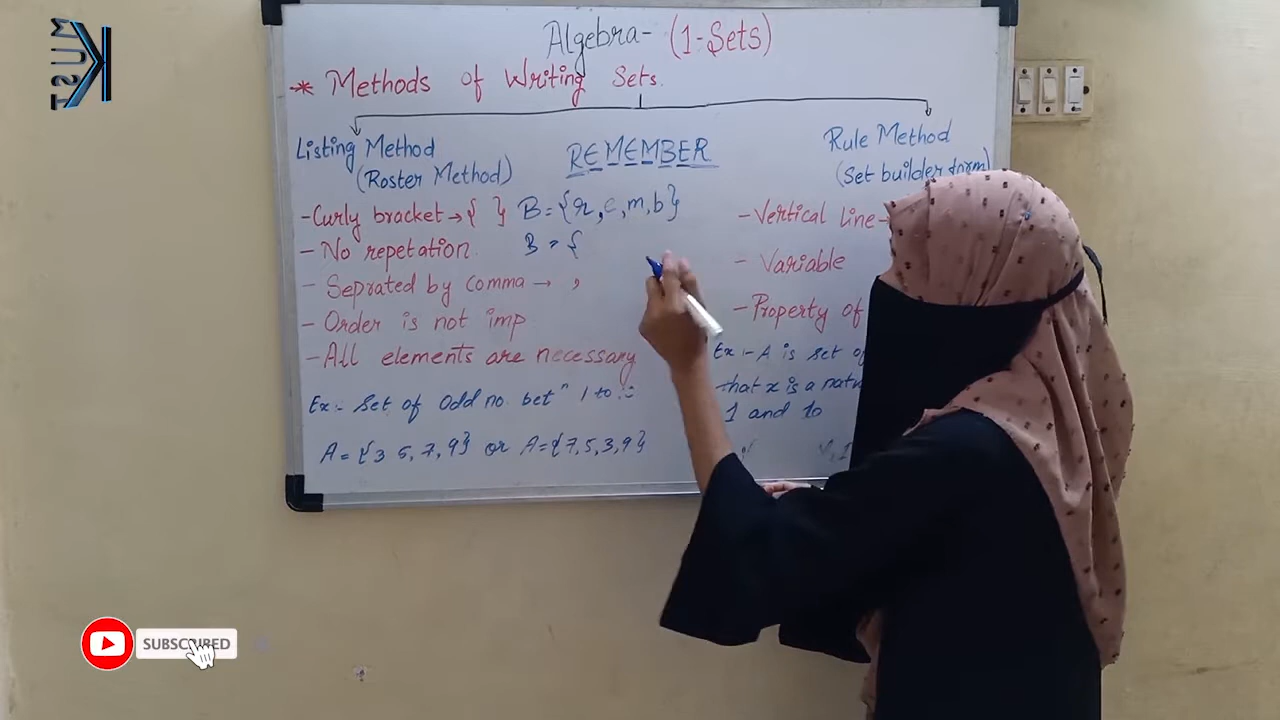 Algebra- (1-Sets)
* Methods of Writing Sets.
Listing Method
(Roster Method)
- Curly bracket → { }
- No repetation.
- Seprated by comma → ,
- Order is not imp
- All elements are necessary
Ex:- Set of Odd no. betn 1 to
A = {3 5, 7, 9} or A = {7, 5, 3, 9}
REMEMBER
B = {r, e, m, b}
B = {
Rule Method
(Set builder form)
- Vertical line
- Variable
- Property of
Ex:- A is set of
that x is a
1 and 10
KUMSI
SUBSCRIBED